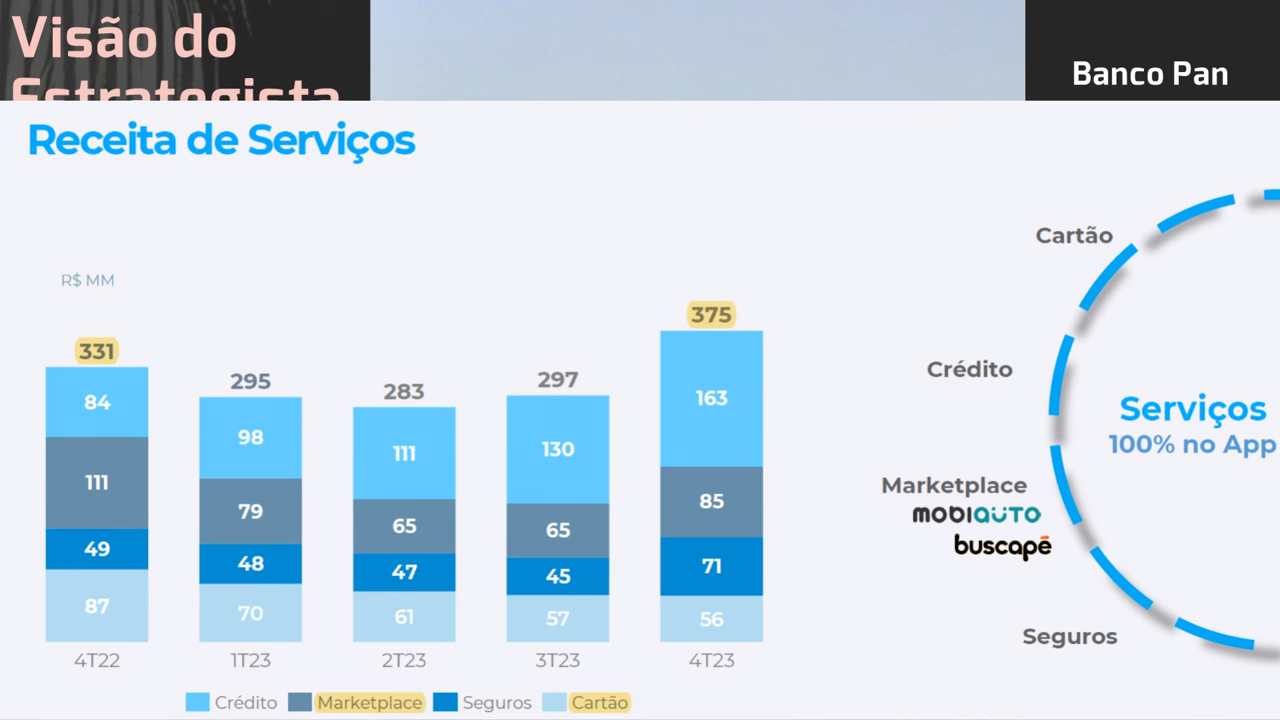 Visão do
Estrategista
Banco Pan
Receita de Serviços
R$ MM
331
295
283
297
375
84
98
111
130
163
111
79
65
65
85
49
48
47
45
71
87
70
61
57
56
4T22
1T23
2T23
3T23
4T23
Crédito
Marketplace
Seguros
Cartão
Cartão
Crédito
Serviços
100% no App
Marketplace
mobiauto
buscapé
Seguros